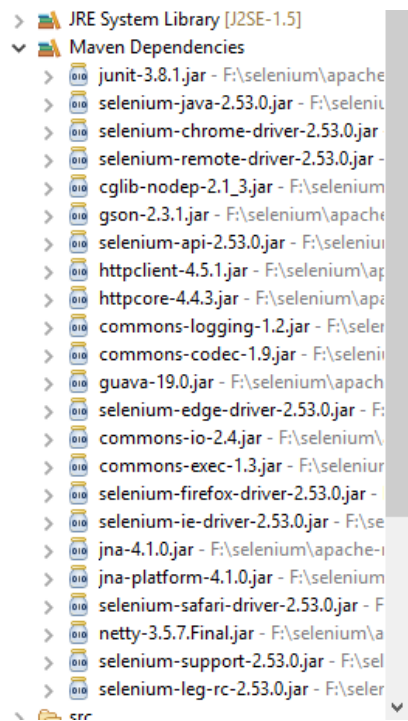 JRE System Library [J2SE-1.5]
Maven Dependencies
junit-3.8.1.jar - F:\selenium\apache
selenium-java-2.53.0.jar - F:\seleniu
selenium-chrome-driver-2.53.0.jar
selenium-remote-driver-2.53.0.jar -
cglib-nodep-2.1_3.jar - F:\selenium
gson-2.3.1.jar - F:\selenium\apache
selenium-api-2.53.0.jar - F:\seleniu
httpclient-4.5.1.jar - F:\selenium\ap
httpcore-4.4.3.jar - F:\selenium\apa
commons-logging-1.2.jar - F:\seler
commons-codec-1.9.jar - F:\seleni
guava-19.0.jar - F:\selenium\apach
selenium-edge-driver-2.53.0.jar - F:
commons-io-2.4.jar - F:\selenium\
commons-exec-1.3.jar - F:\seleniur
selenium-firefox-driver-2.53.0.jar -
selenium-ie-driver-2.53.0.jar - F:\se
jna-4.1.0.jar - F:\selenium\apache-
jna-platform-4.1.0.jar - F:\selenium
selenium-safari-driver-2.53.0.jar - F
netty-3.5.7.Final.jar - F:\selenium\a
selenium-support-2.53.0.jar - F:\sel
selenium-leg-rc-2.53.0.jar - F:\seler
src